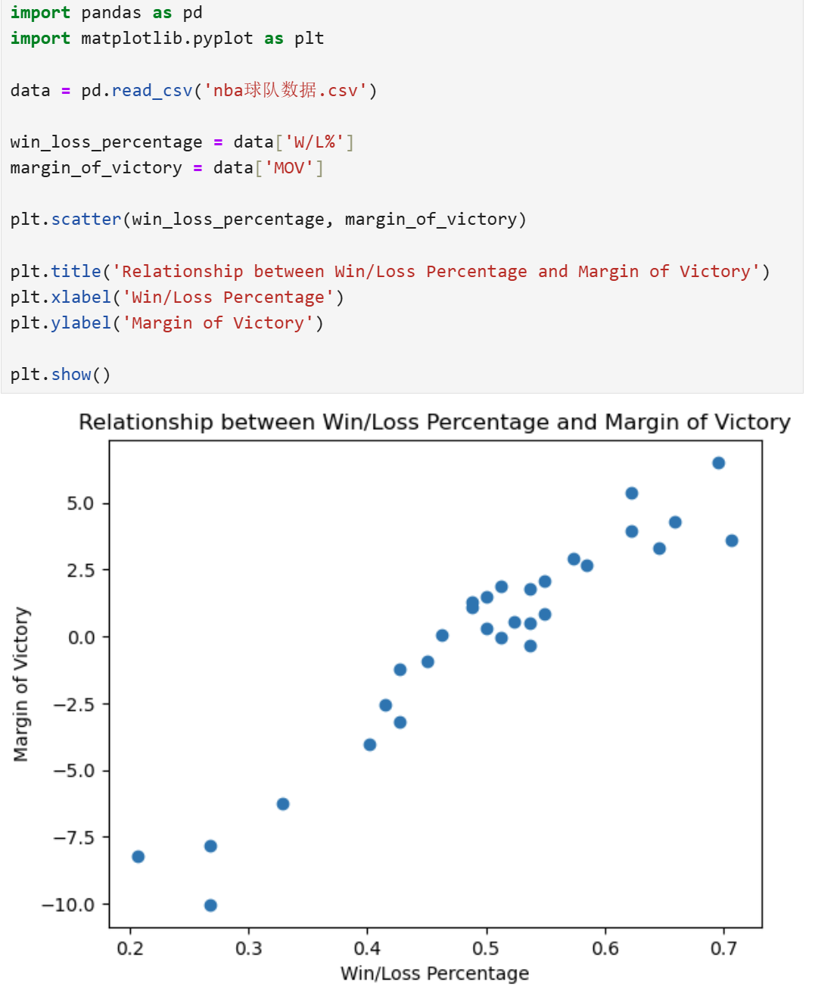 import pandas as pd
import matplotlib.pyplot as plt
data = pd.read_csv('nba球队数据.csv')
win_loss_percentage = data['W/L%']
margin_of_victory = data['MOV']
plt.scatter(win_loss_percentage, margin_of_victory)
plt.title('Relationship between Win/Loss Percentage and Margin of Victory')
plt.xlabel('Win/Loss Percentage')
plt.ylabel('Margin of Victory')
plt.show()
Relationship between Win/Loss Percentage and Margin of Victory
Margin of Victory
5.0
2.5
0.0
−2.5
−5.0
−7.5
−10.0
0.2 0.3 0.4 0.5 0.6 0.7
Win/Loss Percentage